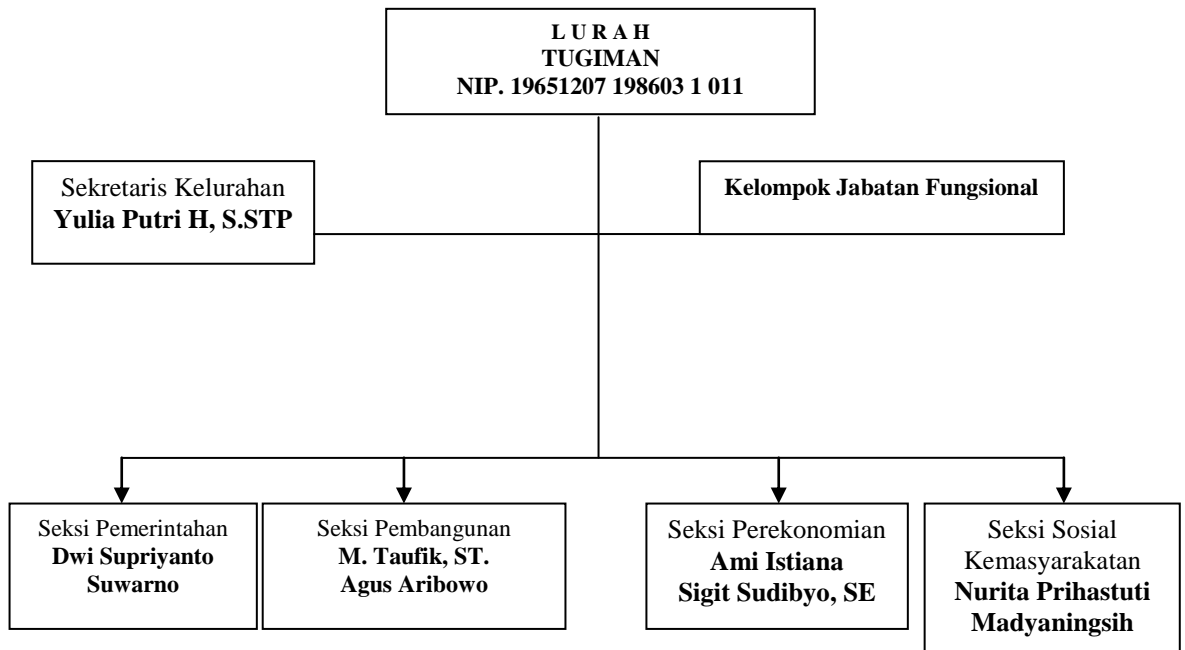 L U R A H
TUGIMAN
NIP. 19651207 198603 1 011
Sekretaris Kelurahan
Yulia Putri H, S.STP
Kelompok Jabatan Fungsional
Seksi Pemerintahan
Dwi Supriyanto
Suwarno
Seksi Pembangunan
M. Taufik, ST.
Agus Aribowo
Seksi Perekonomian
Ami Istiana
Sigit Sudibyo, SE
Seksi Sosial
Kemasyarakatan
Nurita Prihastuti
Madyaningsih